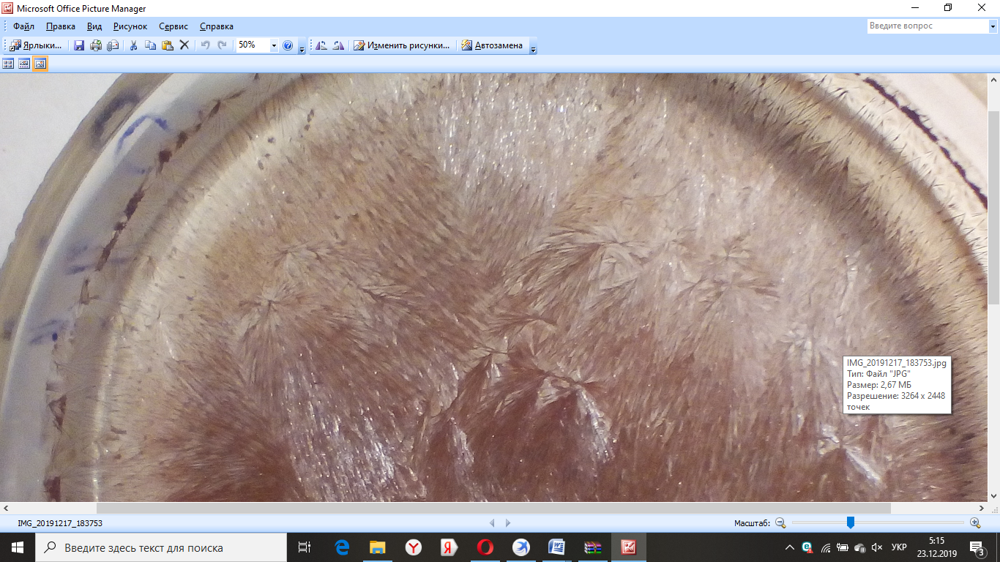 Microsoft Office Picture Manager
Файл Правка Вид Рисунок Сервис Справка
Введите вопрос
Ярлыки... 50% Изменить рисунки... Автозамена
IMG_20191217_183753.jpg
Тип: Файл "JPG"
Размер: 2,67 МБ
Разрешение: 3264 x 2448
точек
IMG_20191217_183753
Масштаб:
Введите здесь текст для поиска
УКР
5:15
23.12.2019
3